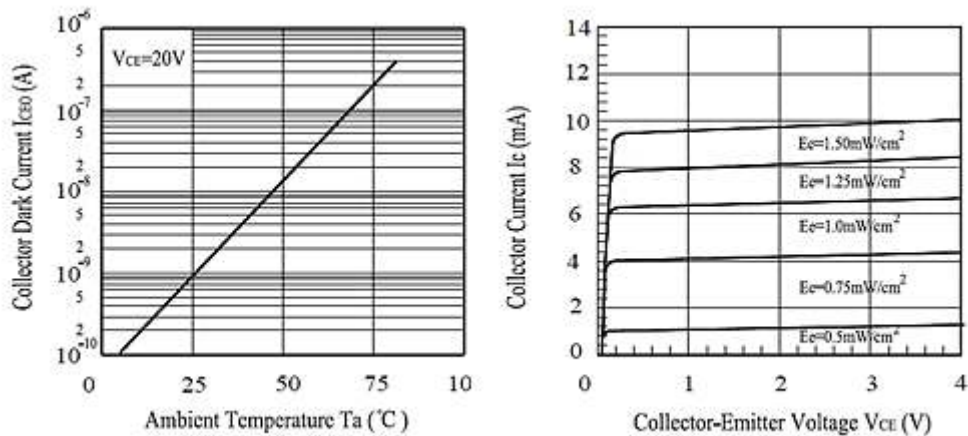 10⁻⁶
5
2
10⁻⁷
5
2
10⁻⁸
5
2
10⁻⁹
5
2
10⁻¹⁰
Collector Dark Current ICEO (A)
VCE=20V
0 25 50 75 10
Ambient Temperature Ta (℃)
14
12
10
8
6
4
2
0
Collector Current Ic (mA)
Ee=1.50mW/cm²
Ee=1.25mW/cm²
Ee=1.0mW/cm²
Ee=0.75mW/cm²
Ee=0.5mW/cm²
0 1 2 3 4
Collector-Emitter Voltage VCE (V)